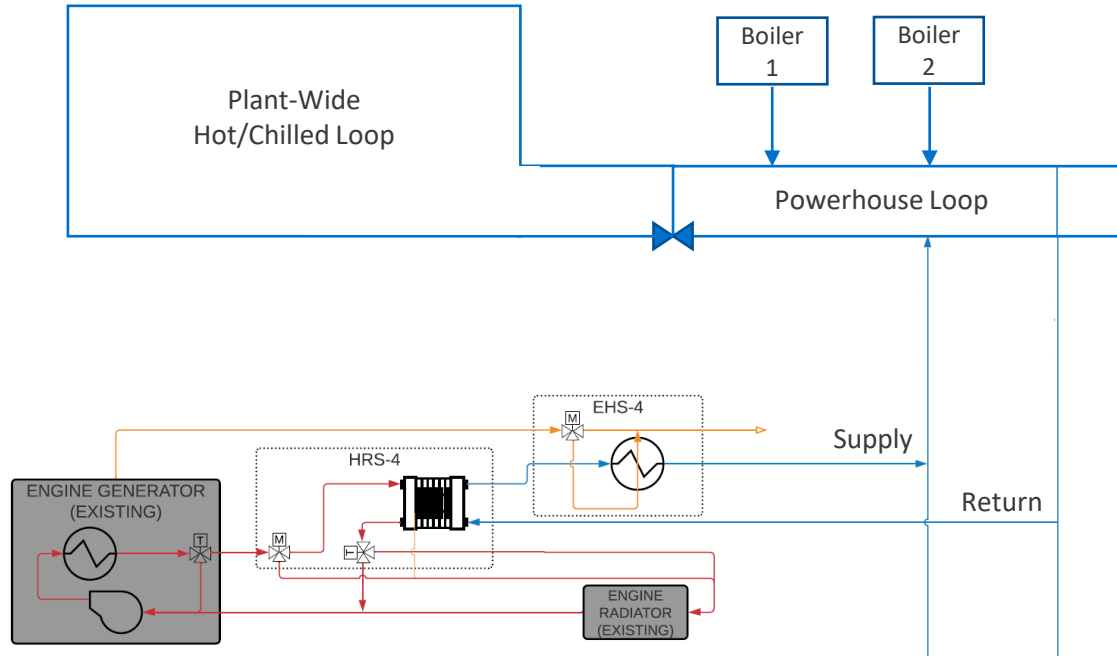 Boiler
1
Boiler
2
Plant-Wide
Hot/Chilled Loop
Powerhouse Loop
EHS-4
M
Supply
HRS-4
ENGINE GENERATOR
(EXISTING)
Return
T
M
T
ENGINE
RADIATOR
(EXISTING)